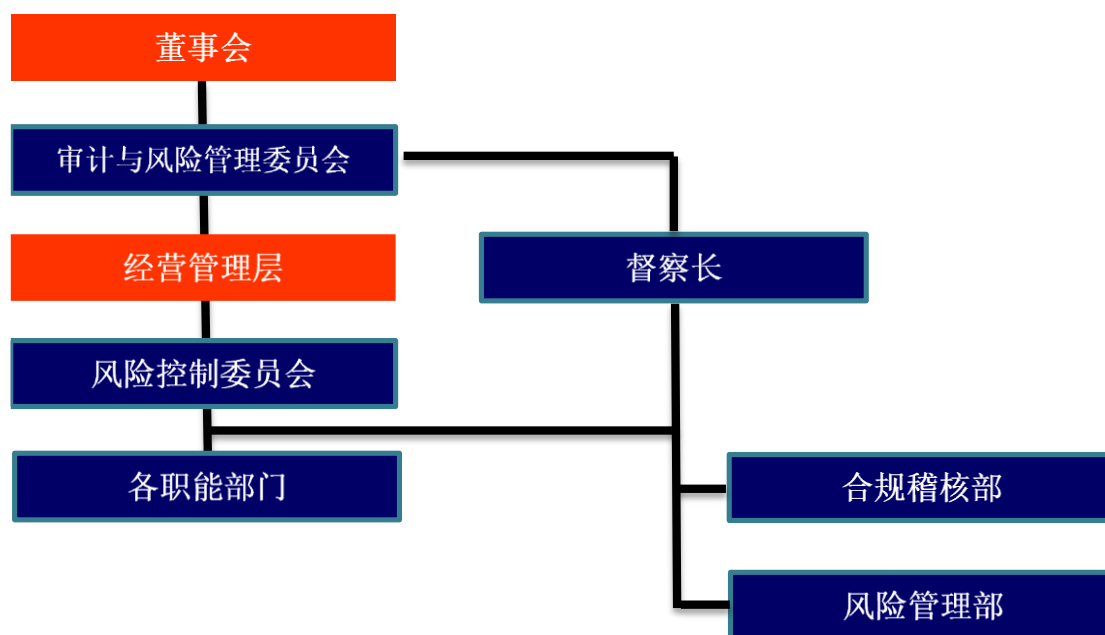 董事会
审计与风险管理委员会
经营管理层
督察长
风险控制委员会
各职能部门
合规稽核部
风险管理部